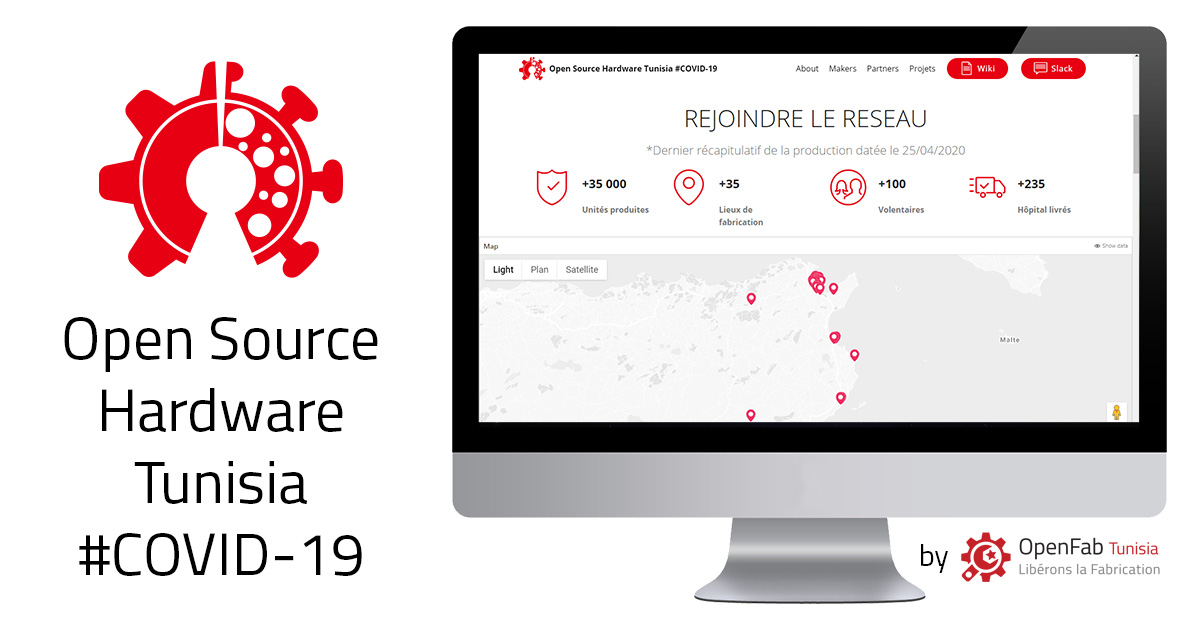 Open Source
Hardware
Tunisia
#COVID-19
Open Source Hardware Tunisia #COVID-19
About Makers Partners Projets Wiki Slack
REJOINDRE LE RESEAU
*Dernier récapitulatif de la production datée le 25/04/2020
+35 000
Unités produites
+35
Lieux de
fabrication
+100
Volentaires
+235
Hôpital livrés
Map
Show data
Light Plan Satellite
Malte
by
OpenFab Tunisia
Libérons la Fabrication